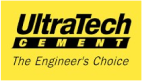 UltraTech
CEMENT
The Engineer's Choice